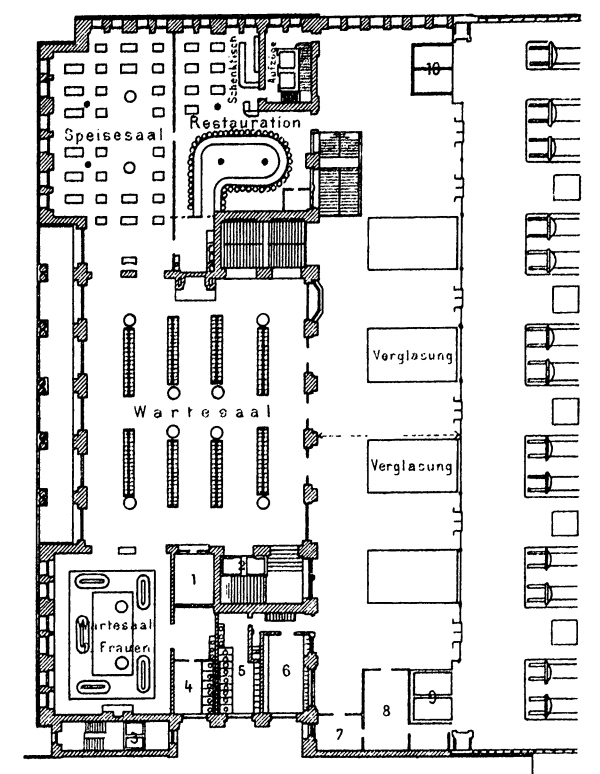 Schenktisch
Aufzüge
10
Speisesaal
Restauration
Verglasung
Wartesaal
Verglasung
2
1
Wartesaal
Frauen
4
5
6
3
7
8
9